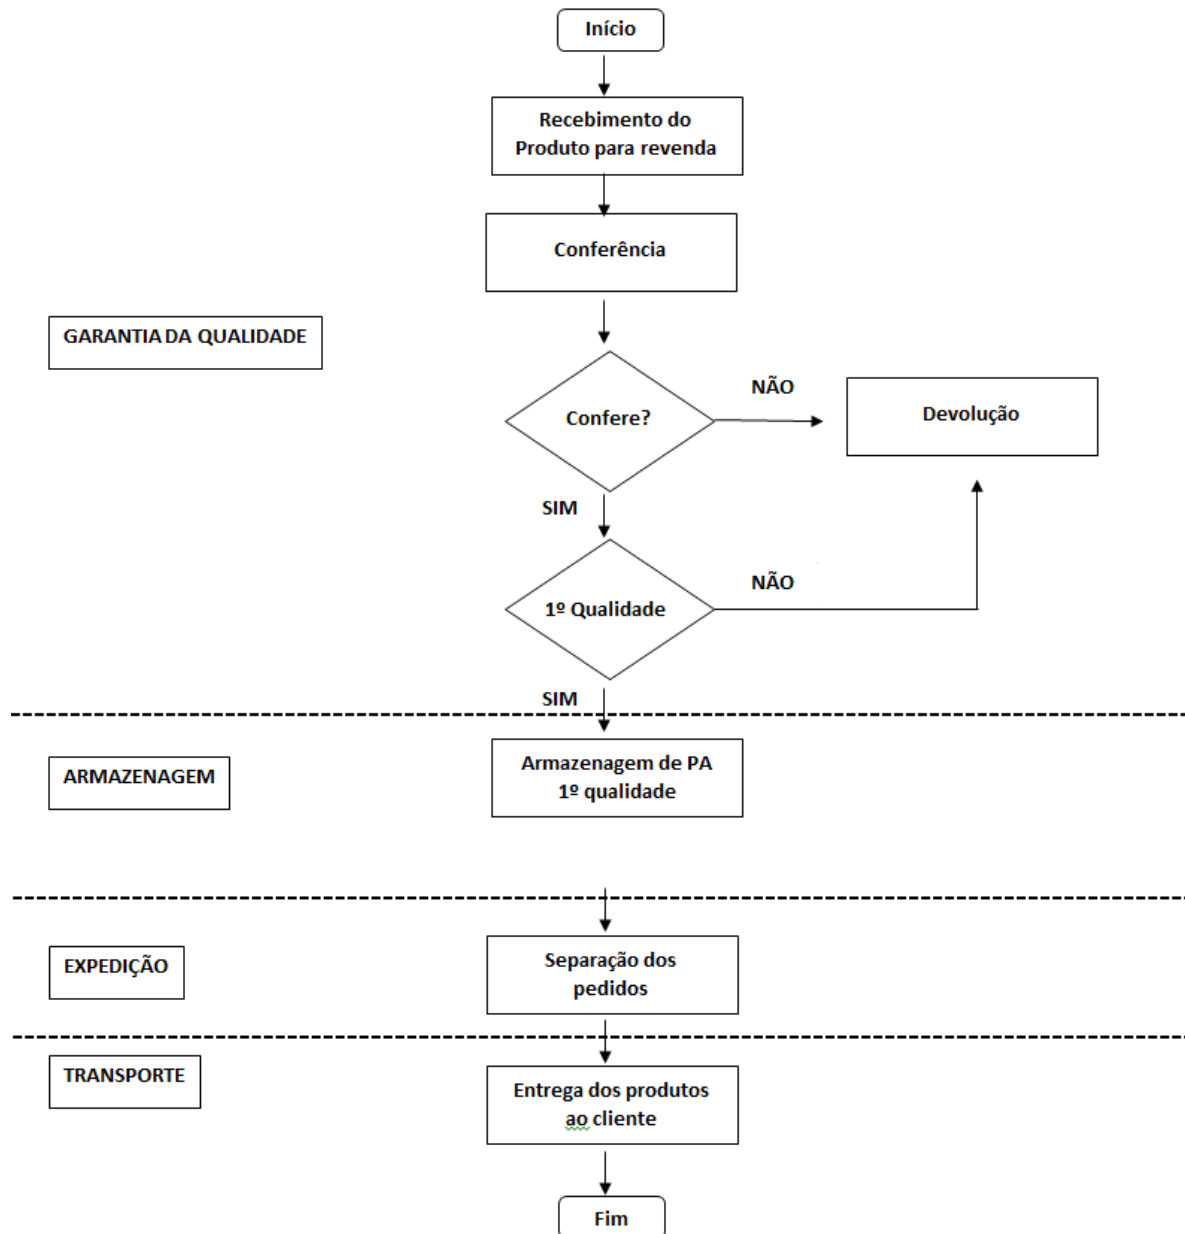 Início
Recebimento do
Produto para revenda
Conferência
GARANTIA DA QUALIDADE
Confere?
NÃO
Devolução
SIM
1º Qualidade
NÃO
SIM
ARMAZENAGEM
Armazenagem de PA
1º qualidade
EXPEDIÇÃO
Separação dos
pedidos
TRANSPORTE
Entrega dos produtos
ao cliente
Fim